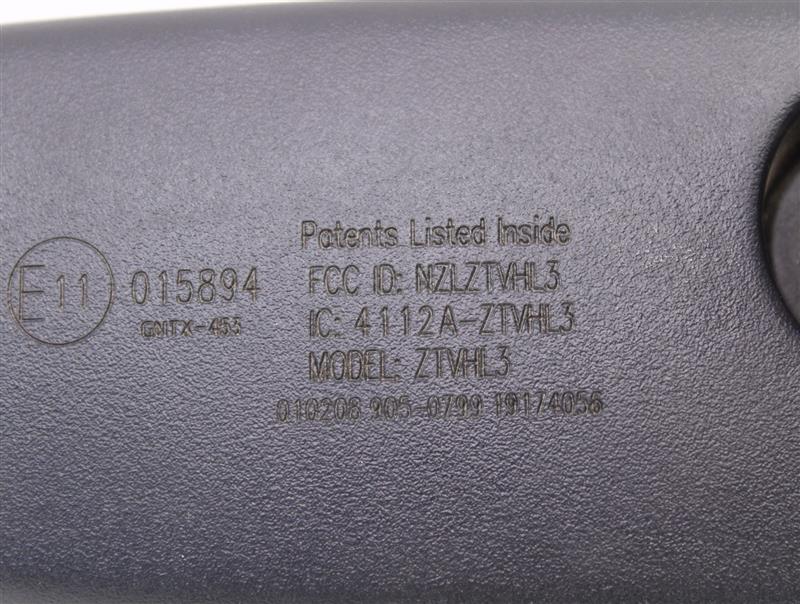 Patents Listed Inside
E11 015894
FCC ID: NZLZTVHL3
GNTX-453
IC: 4112A-ZTVHL3
MODEL: ZTVHL3
010208 905-0799 19174056